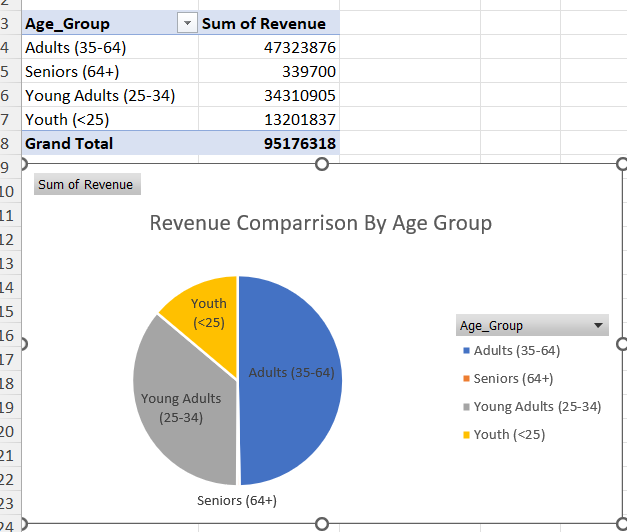 3 Age_Group Sum of Revenue
4 Adults (35-64) 47323876
5 Seniors (64+) 339700
6 Young Adults (25-34) 34310905
7 Youth (<25) 13201837
8 Grand Total 95176318
9
10 Sum of Revenue
11
12 Revenue Comparrison By Age Group
13
14
15 Youth
(<25)
16 Age_Group
17 Adults (35-64)
Adults (35-64)
18 Seniors (64+)
19 Young Adults
(25-34)
Young Adults (25-34)
20 Youth (<25)
21
22
23 Seniors (64+)
24